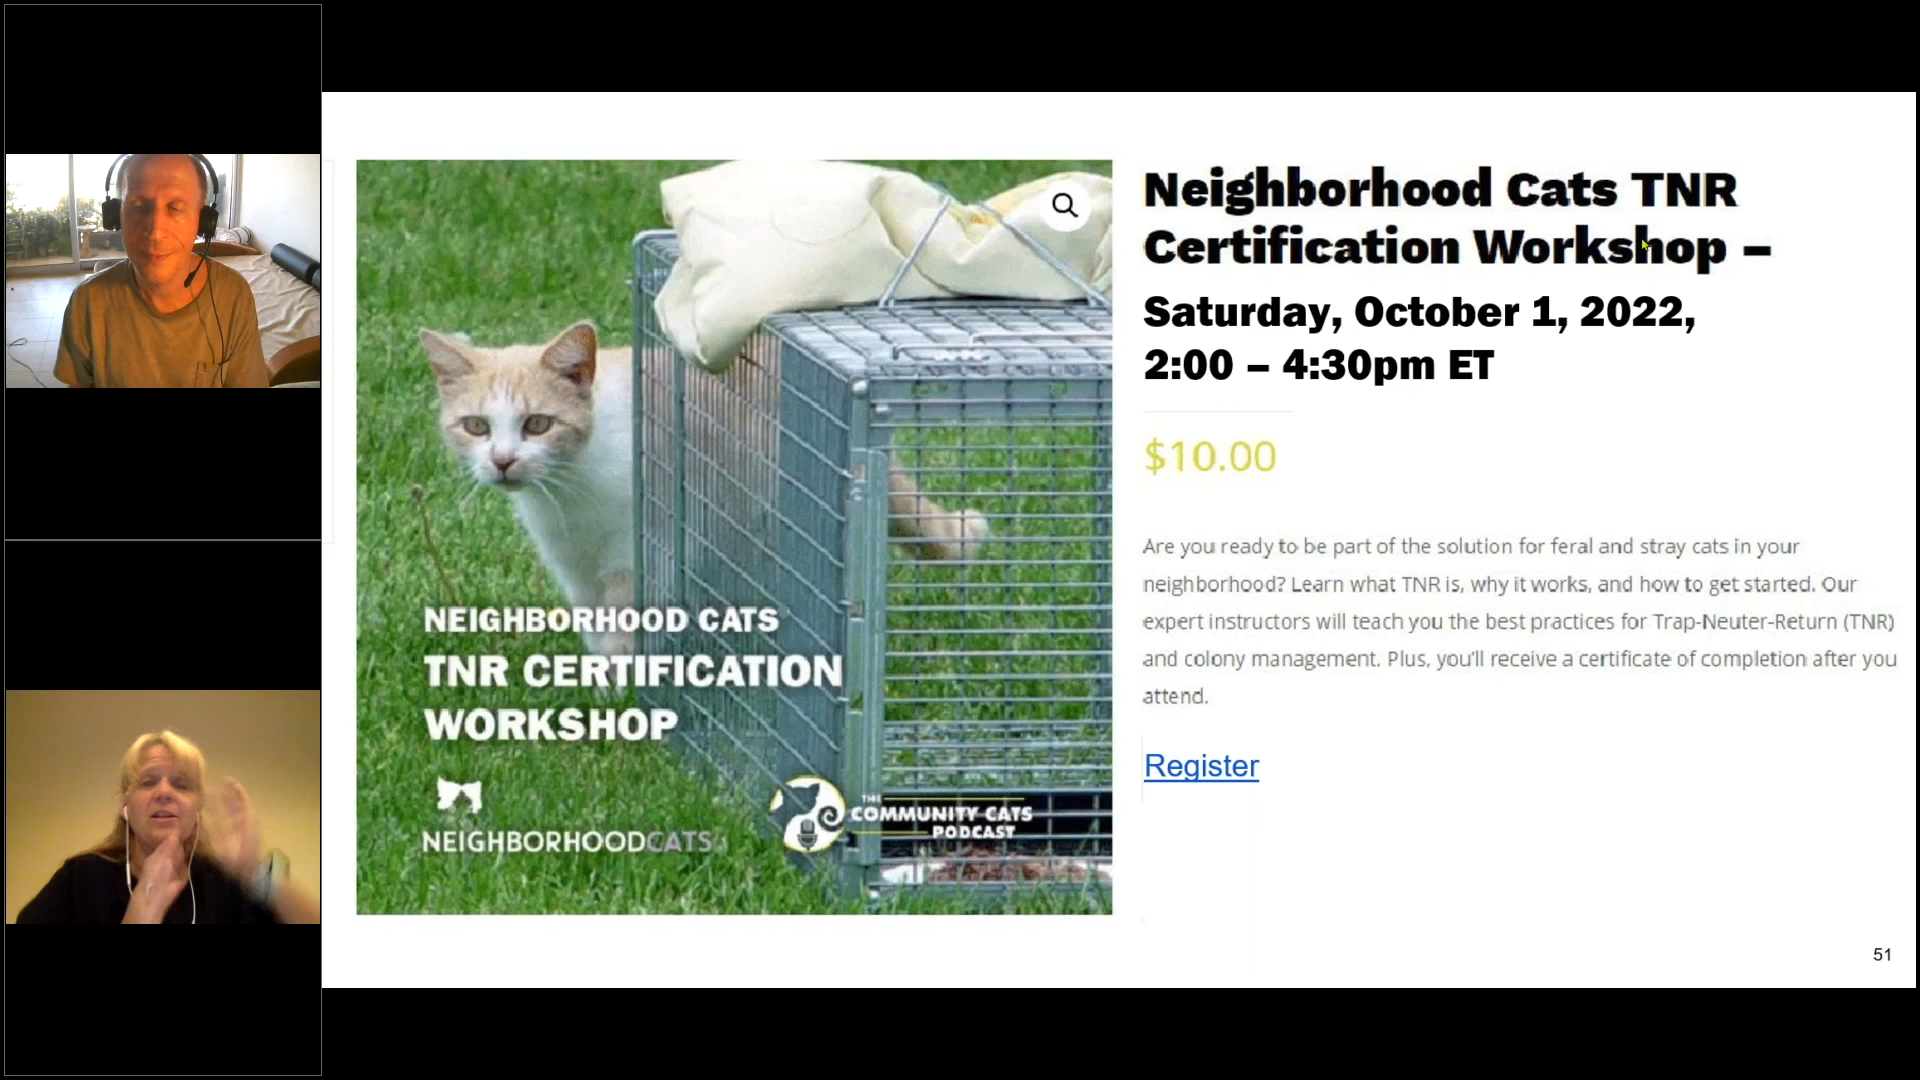 NEIGHBORHOOD CATS
TNR CERTIFICATION
WORKSHOP
NEIGHBORHOODCATS
THE
COMMUNITY CATS
PODCAST
Neighborhood Cats TNR
Certification Workshop –
Saturday, October 1, 2022,
2:00 – 4:30pm ET
$10.00
Are you ready to be part of the solution for feral and stray cats in your
neighborhood? Learn what TNR is, why it works, and how to get started. Our
expert instructors will teach you the best practices for Trap-Neuter-Return (TNR)
and colony management. Plus, you'll receive a certificate of completion after you
attend.
Register
51